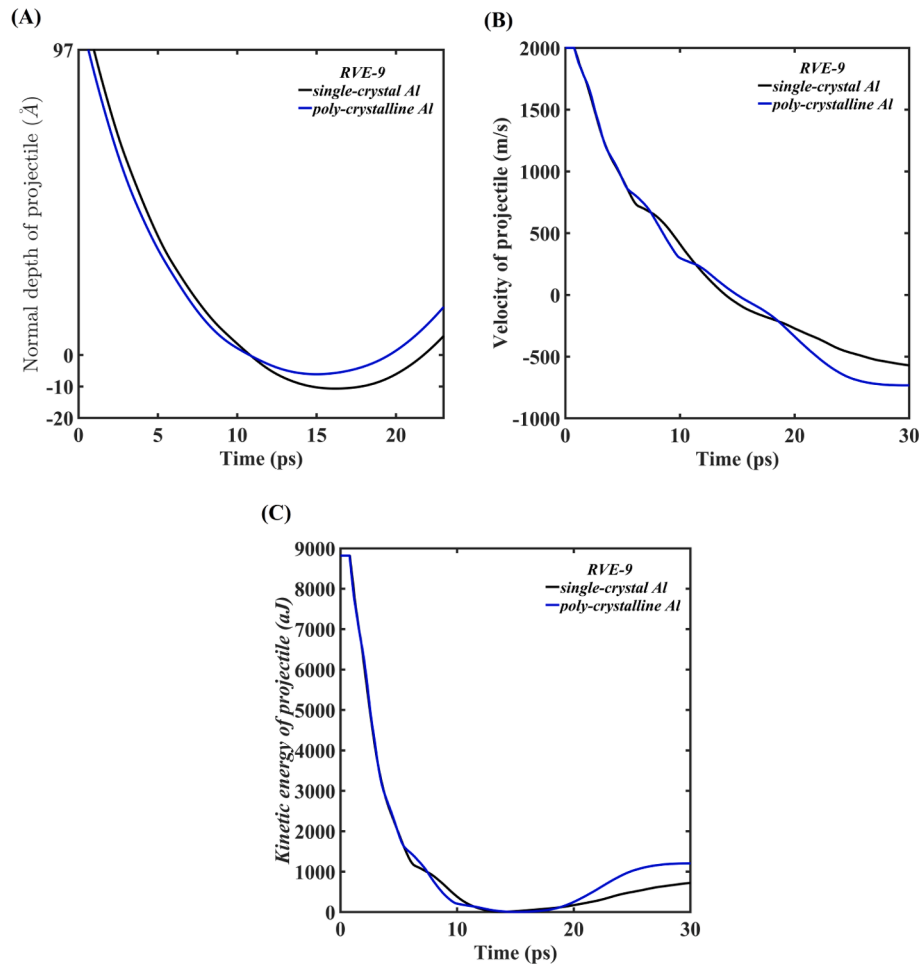 (A)
97
0
-10
-20
Normal depth of projectile (Å)
RVE-9
single-crystal Al
poly-crystalline Al
0 5 10 15 20
Time (ps)
(B)
2000
1500
1000
500
0
-500
-1000
Velocity of projectile (m/s)
RVE-9
single-crystal Al
poly-crystalline Al
0 10 20 30
Time (ps)
(C)
9000
8000
7000
6000
5000
4000
3000
2000
1000
0
Kinetic energy of projectile (aJ)
RVE-9
single-crystal Al
poly-crystalline Al
0 10 20 30
Time (ps)